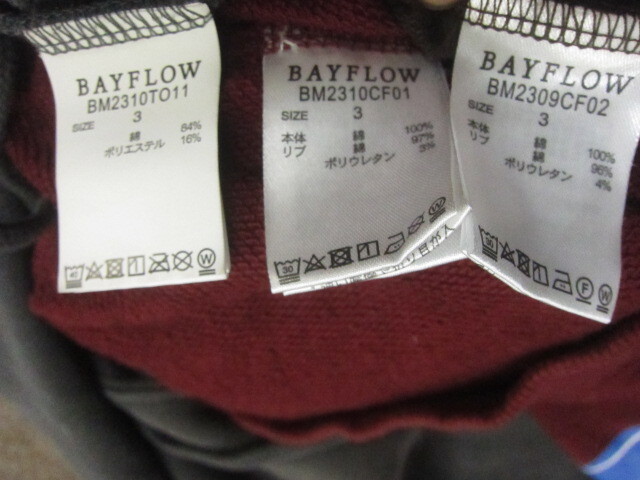 BAYFLOW
BM2310TO11
SIZE 3
綿 84%
ポリエステル 16%
40
W
BAYFLOW
BM2310CF01
SIZE 3
本体 綿 100%
リブ 綿 97%
ポリウレタン 3%
30
W
BAYFLOW
BM2309CF02
SIZE 3
本体 綿 100%
リブ 綿 96%
ポリウレタン 4%
F
W